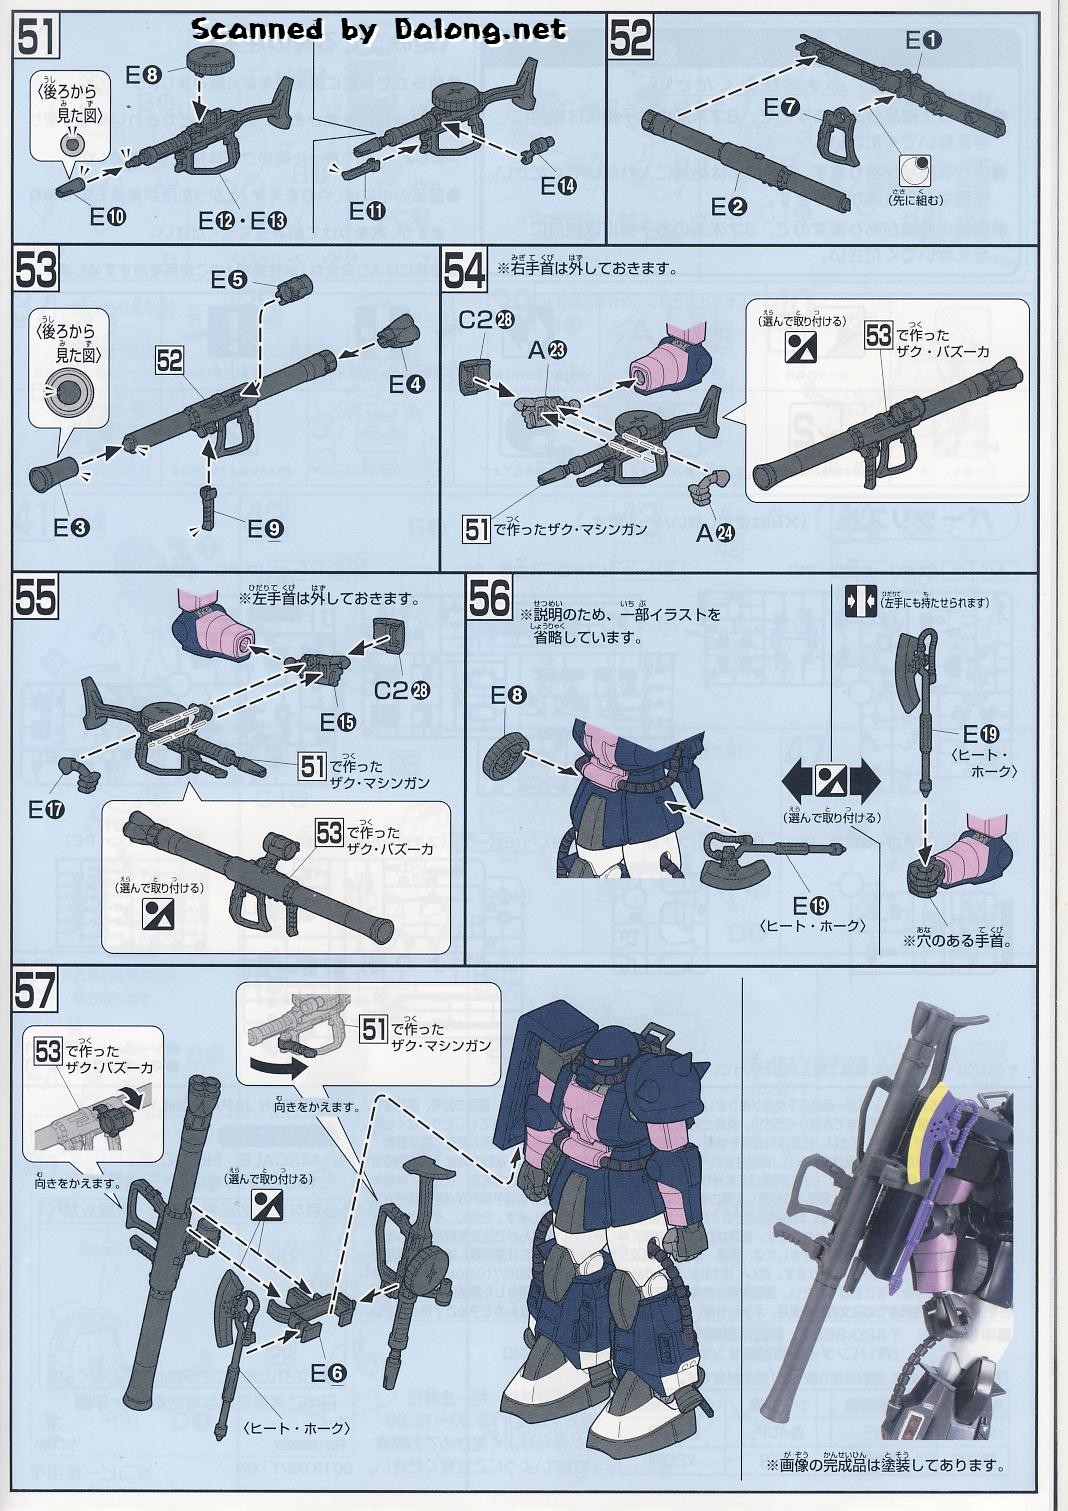 Scanned by Dalong.net
51
E8
〈後ろから
見た図〉
E10
E12・E13
E11
E14
52
E1
E7
E2
(先に組む)
53
E5
〈後ろから
見た図〉
52
E4
E3
E9
54
※右手首は外しておきます。
C2 28
A23
(選んで取り付ける)
53で作った
ザク・バズーカ
51で作ったザク・マシンガン
A24
55
※左手首は外しておきます。
C2 28
E15
51で作った
ザク・マシンガン
E17
53で作った
ザク・バズーカ
(選んで取り付ける)
56
※説明のため、一部イラストを
省略しています。
E8
(左手にも持たせられます)
E19
〈ヒート・
ホーク〉
(選んで取り付ける)
E19
〈ヒート・ホーク〉
※穴のある手首。
57
53で作った
ザク・バズーカ
向きをかえます。
51で作った
ザク・マシンガン
向きをかえます。
(選んで取り付ける)
E6
〈ヒート・ホーク〉
※画像の完成品は塗装してあります。